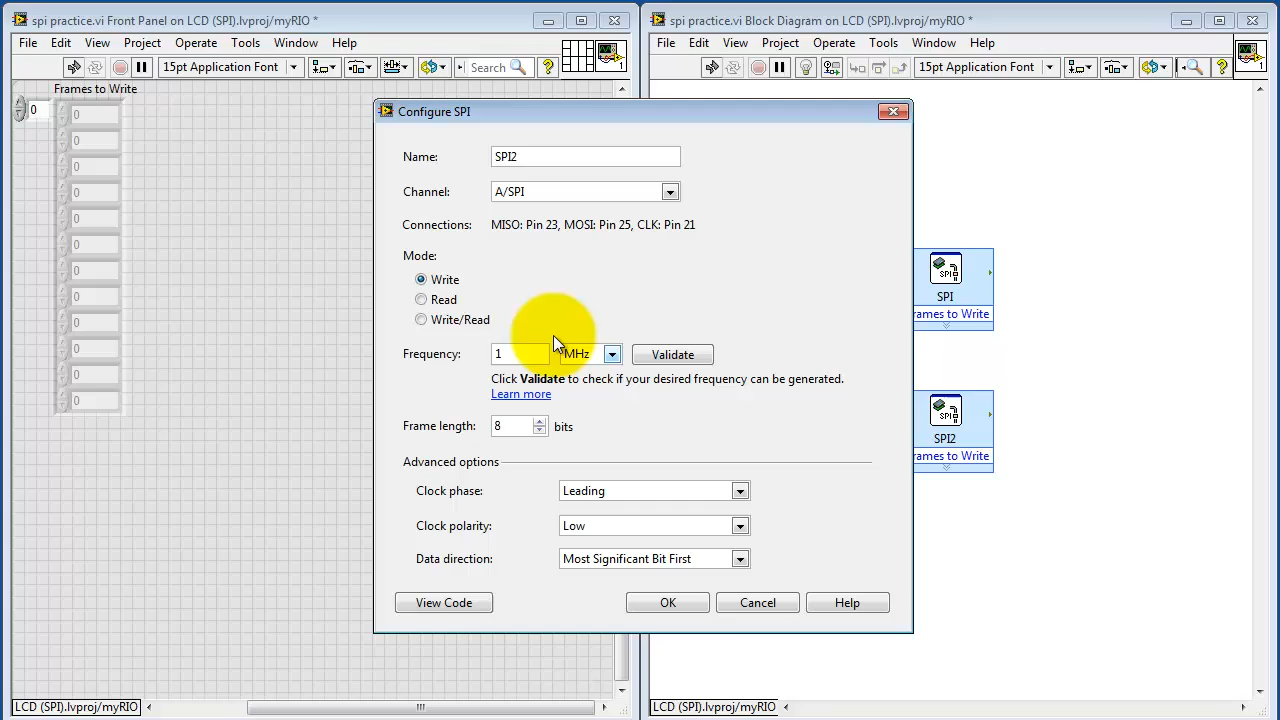 spi practice.vi Front Panel on LCD (SPI).lvproj/myRIO *
File Edit View Project Operate Tools Window Help
15pt Application Font
Search
?
1
Frames to Write
0
0
0
0
0
0
0
0
0
0
0
0
0
LCD (SPI).lvproj/myRIO
spi practice.vi Block Diagram on LCD (SPI).lvproj/myRIO *
File Edit View Project Operate Tools Window Help
15pt Application Font
?
1
SPI
SPI
rames to Write
SPI
SPI2
rames to Write
LCD (SPI).lvproj/myRIO
Configure SPI
Name: SPI2
Channel: A/SPI
Connections: MISO: Pin 23, MOSI: Pin 25, CLK: Pin 21
Mode:
Write
Read
Write/Read
Frequency: 1 MHz Validate
Click Validate to check if your desired frequency can be generated.
Learn more
Frame length: 8 bits
Advanced options
Clock phase: Leading
Clock polarity: Low
Data direction: Most Significant Bit First
View Code OK Cancel Help